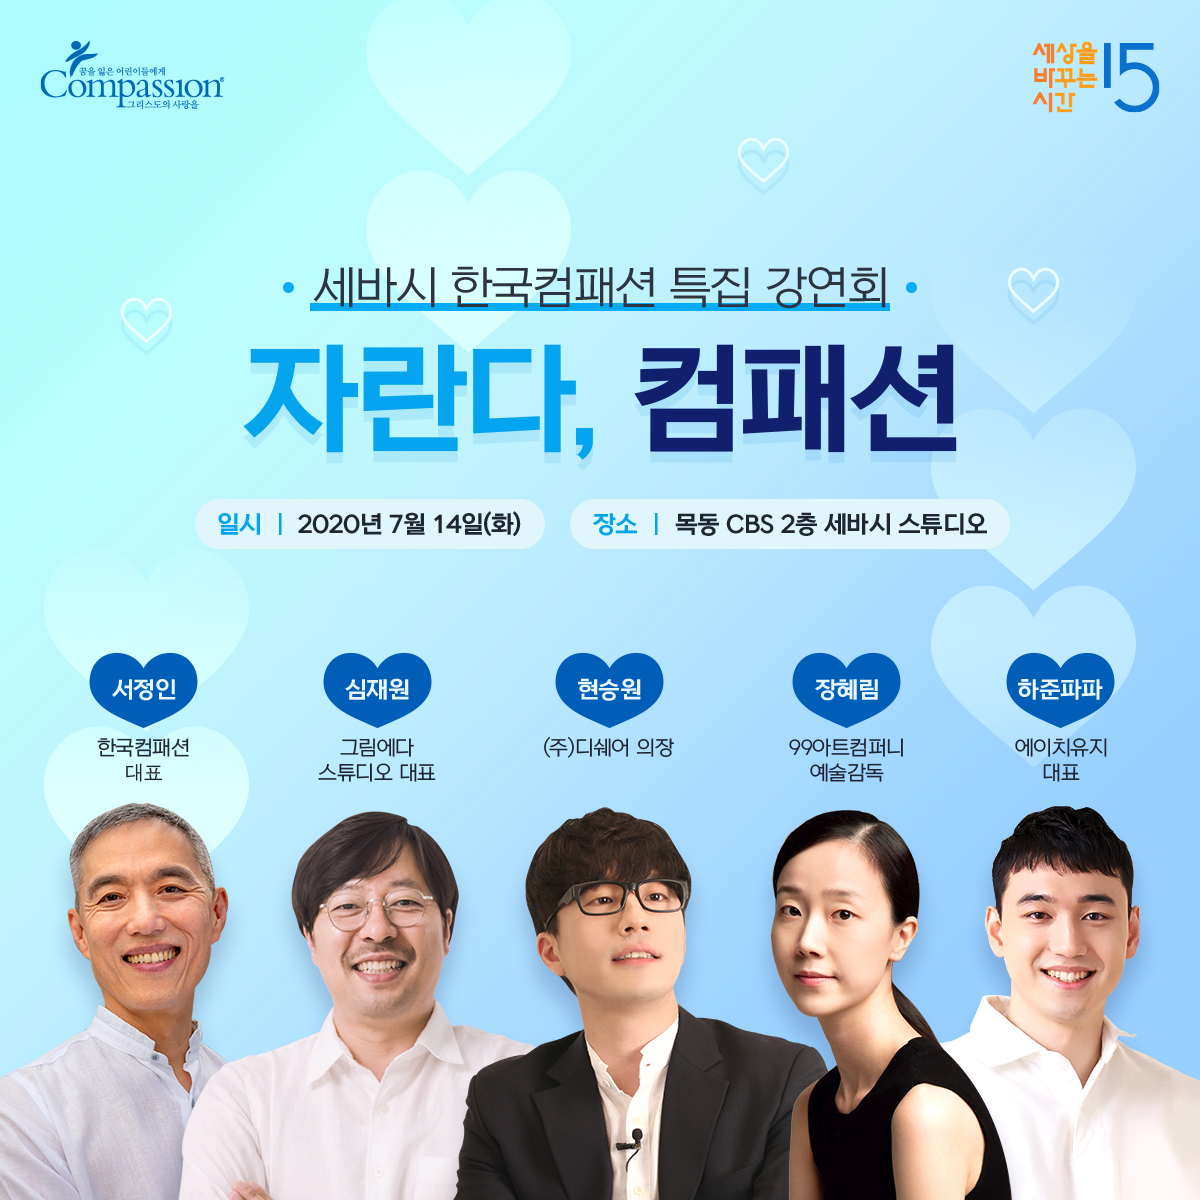 꿈을 잃은 어린이들에게
Compassion®
그리스도의 사랑을
세상을
바꾸는
시간
15
• 세바시 한국컴패션 특집 강연회 •
자란다, 컴패션
일시 | 2020년 7월 14일(화)
장소 | 목동 CBS 2층 세바시 스튜디오
서정인
한국컴패션
대표
심재원
그림에다
스튜디오 대표
현승원
(주)디쉐어 의장
장혜림
99아트컴퍼니
예술감독
하준파파
에이치유지
대표